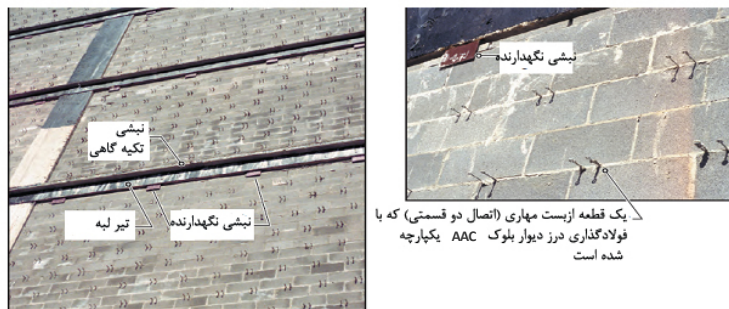 نبشی
تکیه گاهی
تیر لبه
نبشی نگهدارنده
نبشی نگهدارنده
یک قطعه ازبست مهاری (اتصال دو قسمتی) که با
فولادگذاری درز دیوار بلوک AAC یکپارچه
شده است